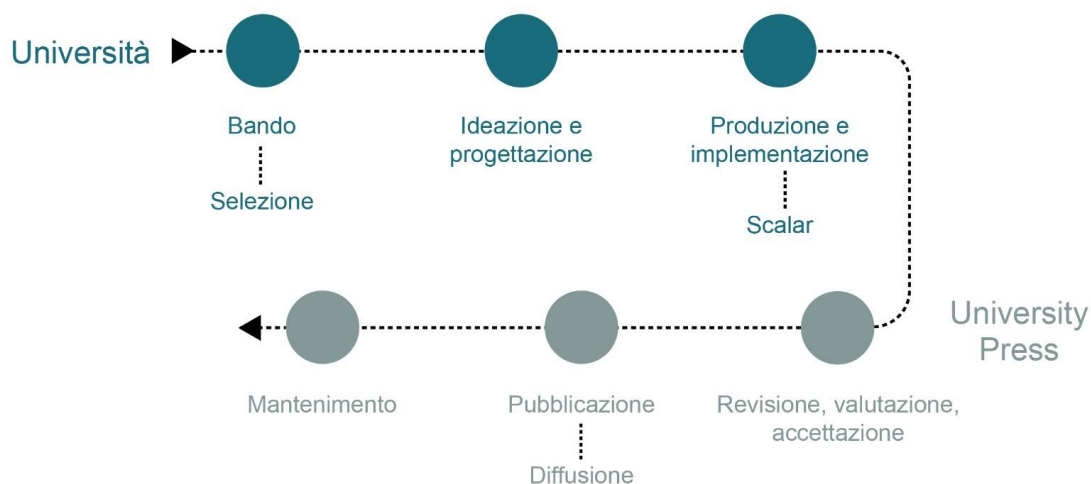 Università
Bando
Selezione
Ideazione e
progettazione
Produzione e
implementazione
Scalar
University
Press
Mantenimento
Pubblicazione
Diffusione
Revisione, valutazione,
accettazione